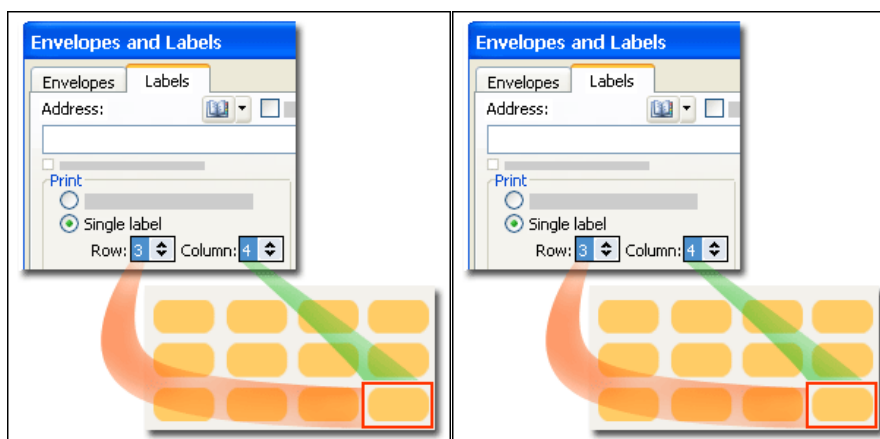 Envelopes and Labels
Envelopes Labels
Address:
Print
Single label
Row: 3 Column: 4
Envelopes and Labels
Envelopes Labels
Address:
Print
Single label
Row: 3 Column: 4